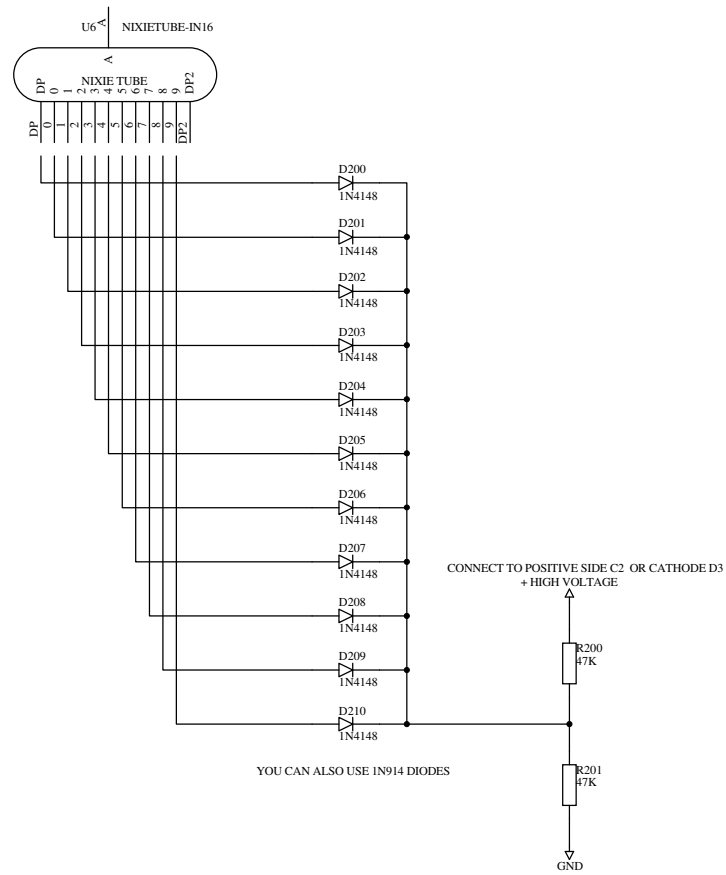 U6 A NIXIETUBE-IN16
A
NIXIE TUBE
DP 0 1 2 3 4 5 6 7 8 9 DP2
DP 0 1 2 3 4 5 6 7 8 9 DP2
D200
1N4148
D201
1N4148
D202
1N4148
D203
1N4148
D204
1N4148
D205
1N4148
D206
1N4148
D207
1N4148
D208
1N4148
D209
1N4148
D210
1N4148
CONNECT TO POSITIVE SIDE C2 OR CATHODE D3
+ HIGH VOLTAGE
R200
47K
YOU CAN ALSO USE 1N914 DIODES
R201
47K
GND